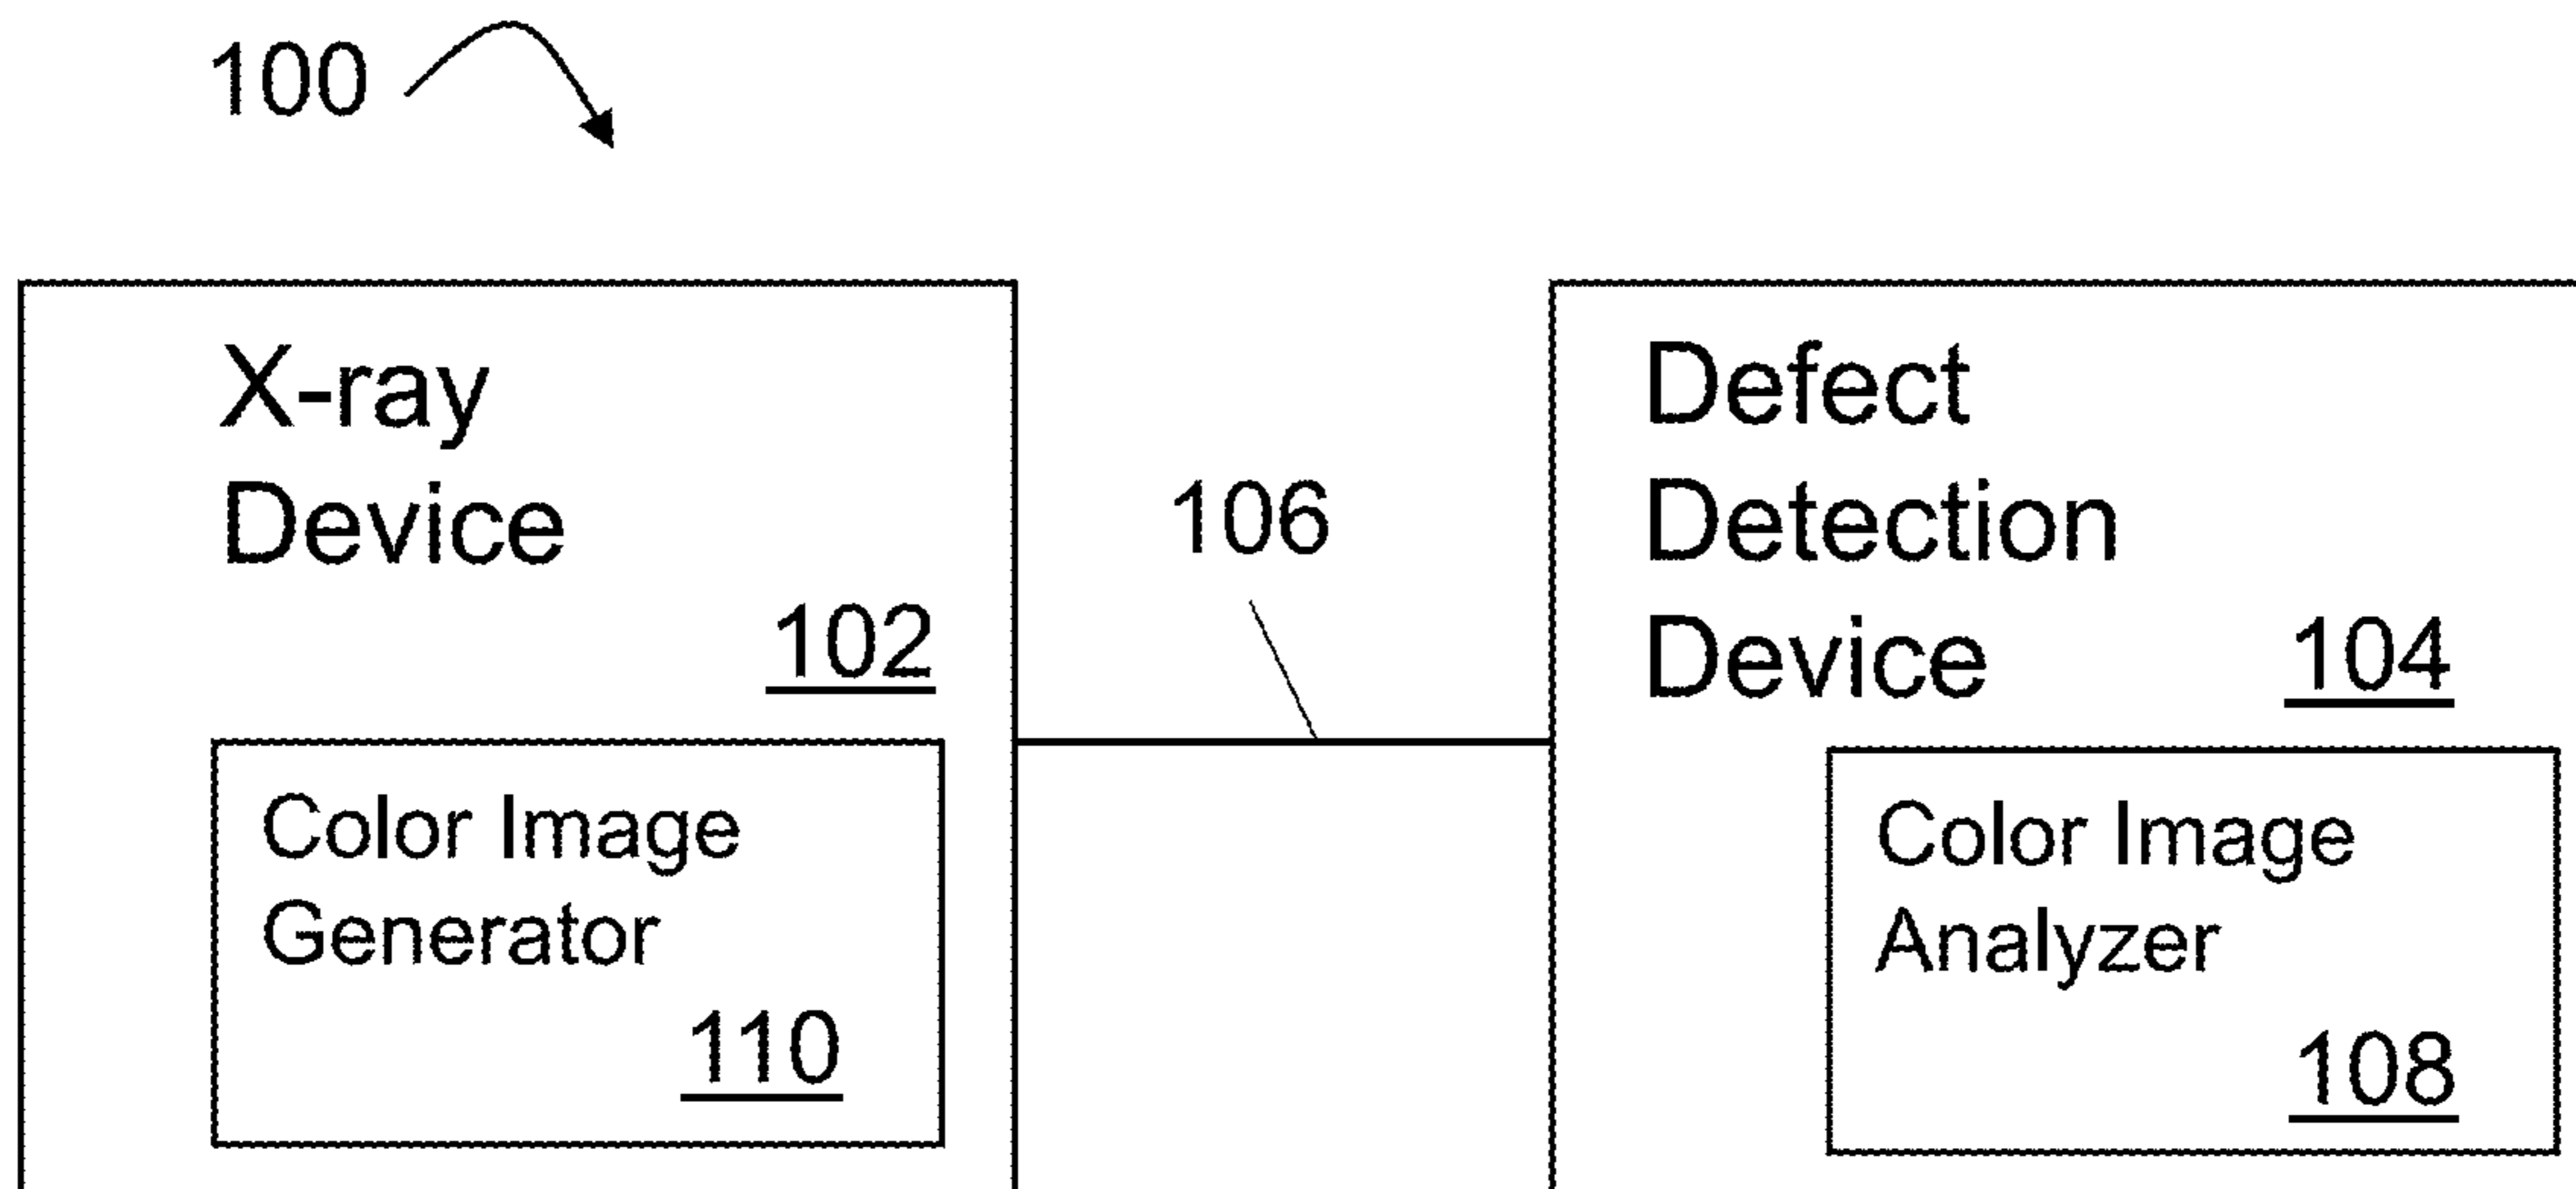 100
X-ray
Device
102
106
Defect
Detection
Device
104
Color Image
Generator
110
Color Image
Analyzer
108